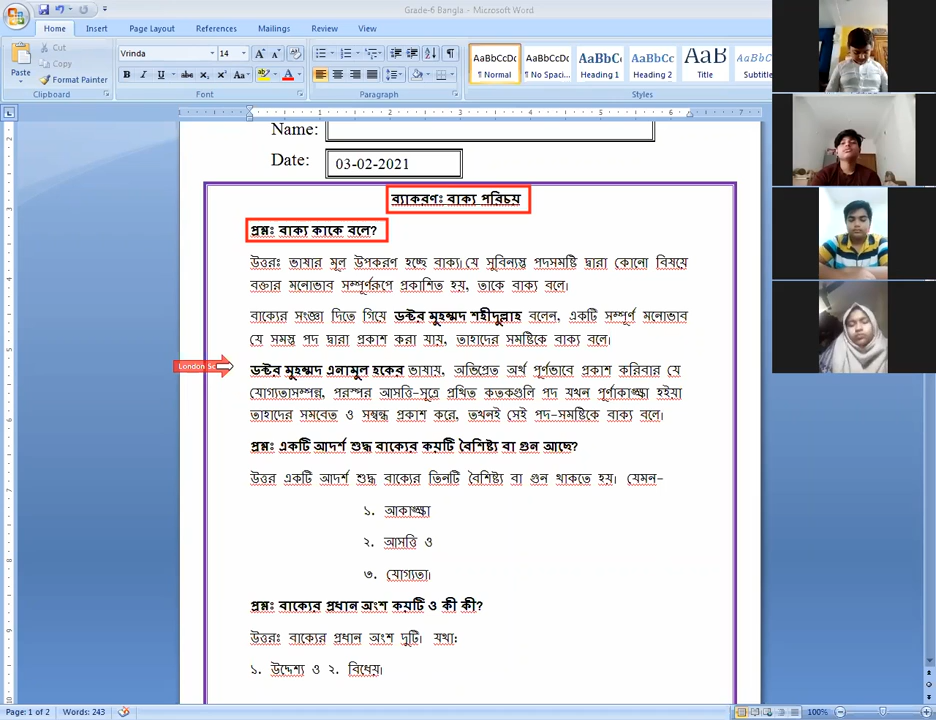 Grade-6 Bangla - Microsoft Word
Home Insert Page Layout References Mailings Review View
Paste
Cut
Copy
Format Painter
Clipboard
Vrinda 14
Font
Paragraph
AaBbCcDc AaBbCcDc AaBbC AaBbCc AaB AaBbCc
¶ Normal ¶ No Spaci... Heading 1 Heading 2 Title Subtitle
Styles
Name:
Date: 03-02-2021
ব্যাকরণঃ বাক্য পরিচয়
প্রশ্নঃ বাক্য কাকে বলে?
উত্তরঃ ভাষার মূল উপকরণ হচ্ছে বাক্য।যে সুবিন্যস্ত পদসমষ্টি দ্বারা কোনো বিষয়ে
বক্তার মনোভাব সম্পূর্ণরূপে প্রকাশিত হয়, তাকে বাক্য বলে।
বাক্যের সংজ্ঞা দিতে গিয়ে ডক্টর মুহম্মদ শহীদুল্লাহ বলেন, একটি সম্পূর্ণ মনোভাব
যে সমস্ত পদ দ্বারা প্রকাশ করা যায়, তাহাদের সমষ্টিকে বাক্য বলে।
London Sc
ডক্টর মুহম্মদ এনামুল হকের ভাষায়, অভিপ্রেত অর্থ পূর্ণভাবে প্রকাশ করিবার যে
যোগ্যতাসম্পন্ন, পরস্পর আসত্তি-সূত্রে গ্রথিত কতকগুলি পদ যখন পূর্ণাকাঙ্ক্ষা হইয়া
তাহাদের সমবেত ও সম্বন্ধ প্রকাশ করে, তখনই সেই পদ-সমষ্টিকে বাক্য বলে।
প্রশ্নঃ একটি আদর্শ শুদ্ধ বাক্যের কয়টি বৈশিষ্ট্য বা গুন আছে?
উত্তর একটি আদর্শ শুদ্ধ বাক্যের তিনটি বৈশিষ্ট্য বা গুন থাকতে হয়। যেমন-
১. আকাঙ্ক্ষা
২. আসত্তি ও
৩. যোগ্যতা।
প্রশ্নঃ বাক্যের প্রধান অংশ কয়টি ও কী কী?
উত্তরঃ বাক্যের প্রধান অংশ দুটি। যথা:
১. উদ্দেশ্য ও ২. বিধেয়।
Page: 1 of 2 Words: 243 100%